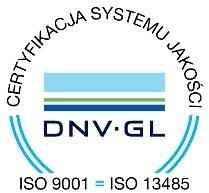 CERTYFIKACJA SYSTEMU JAKOŚCI
DNV·GL
ISO 9001 = ISO 13485